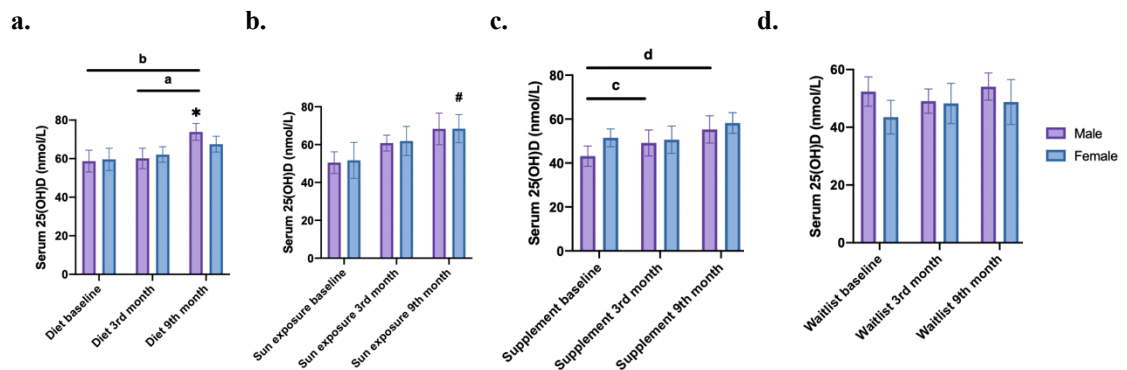 a.
b
a
*
Serum 25(OH)D (nmol/L)
80
60
40
20
0
Diet baseline
Diet 3rd month
Diet 9th month
b.
#
Serum 25(OH)D (nmol/L)
80
60
40
20
0
Sun exposure baseline
Sun exposure 3rd month
Sun exposure 9th month
c.
d
c
Serum 25(OH)D (nmol/L)
80
60
40
20
0
Supplement baseline
Supplement 3rd month
Supplement 9th month
d.
Serum 25(OH)D (nmol/L)
60
40
20
0
Waitlist baseline
Waitlist 3rd month
Waitlist 9th month
Male
Female